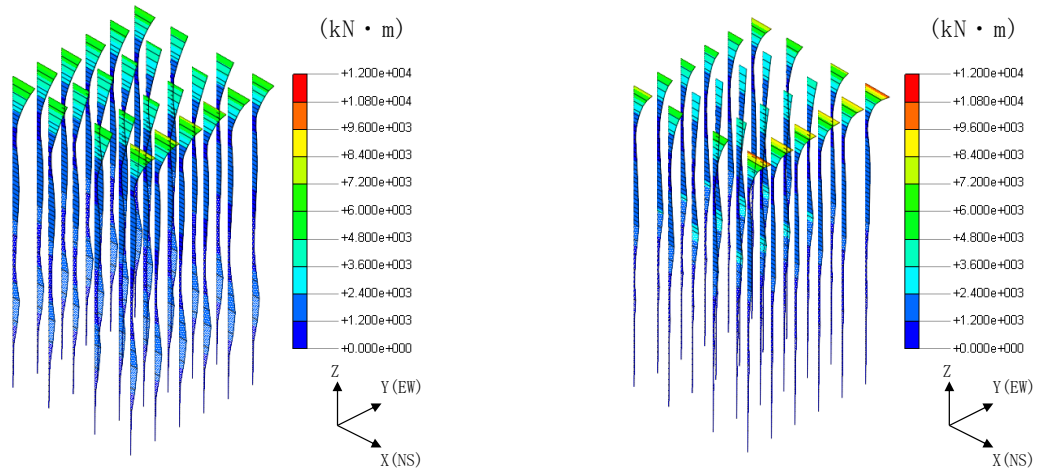 (kN・m)
+1.200e+004
+1.080e+004
+9.600e+003
+8.400e+003
+7.200e+003
+6.000e+003
+4.800e+003
+3.600e+003
+2.400e+003
+1.200e+003
+0.000e+000
Z
Y(EW)
X(NS)
(kN・m)
+1.200e+004
+1.080e+004
+9.600e+003
+8.400e+003
+7.200e+003
+6.000e+003
+4.800e+003
+3.600e+003
+2.400e+003
+1.200e+003
+0.000e+000
Z
Y(EW)
X(NS)